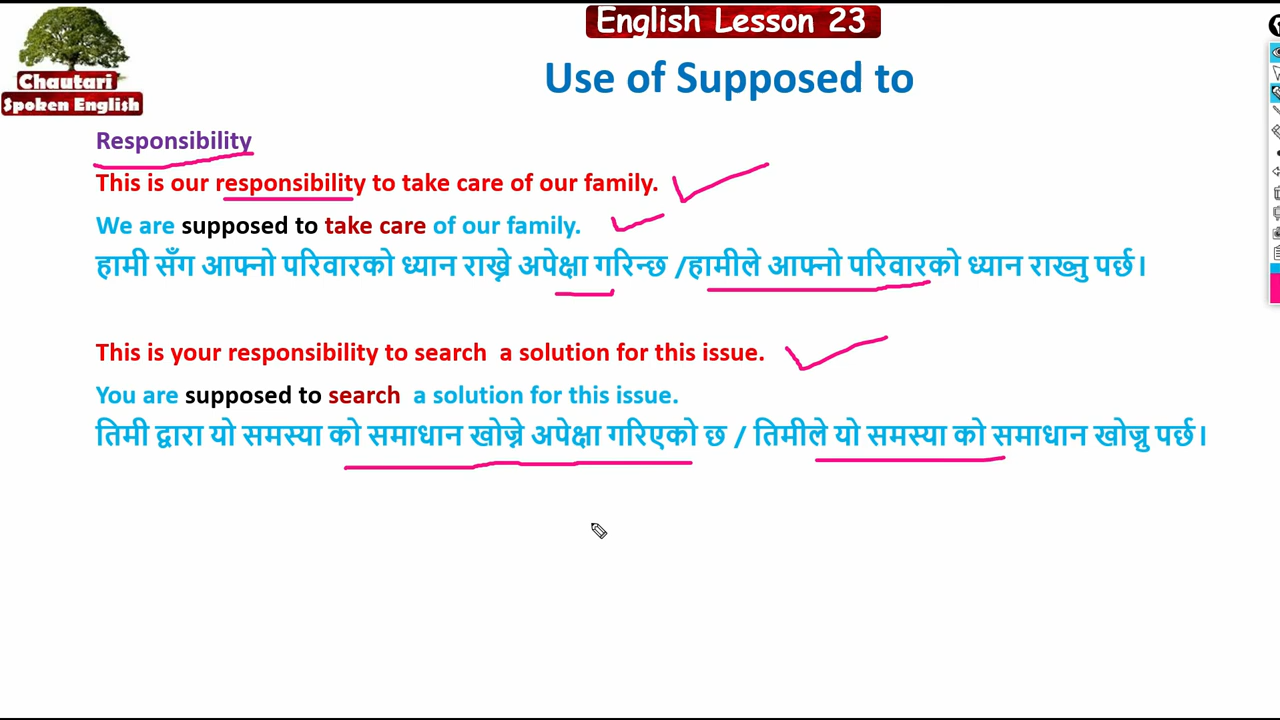 English Lesson 23
Chautari
Spoken English
Use of Supposed to
Responsibility
This is our responsibility to take care of our family.
We are supposed to take care of our family.
हामी सँग आफ्नो परिवारको ध्यान राख्ने अपेक्षा गरिन्छ /हामीले आफ्नो परिवारको ध्यान राख्नु पर्छ।
This is your responsibility to search a solution for this issue.
You are supposed to search a solution for this issue.
तिमी द्वारा यो समस्या को समाधान खोज्ने अपेक्षा गरिएको छ / तिमीले यो समस्या को समाधान खोज्नु पर्छ।